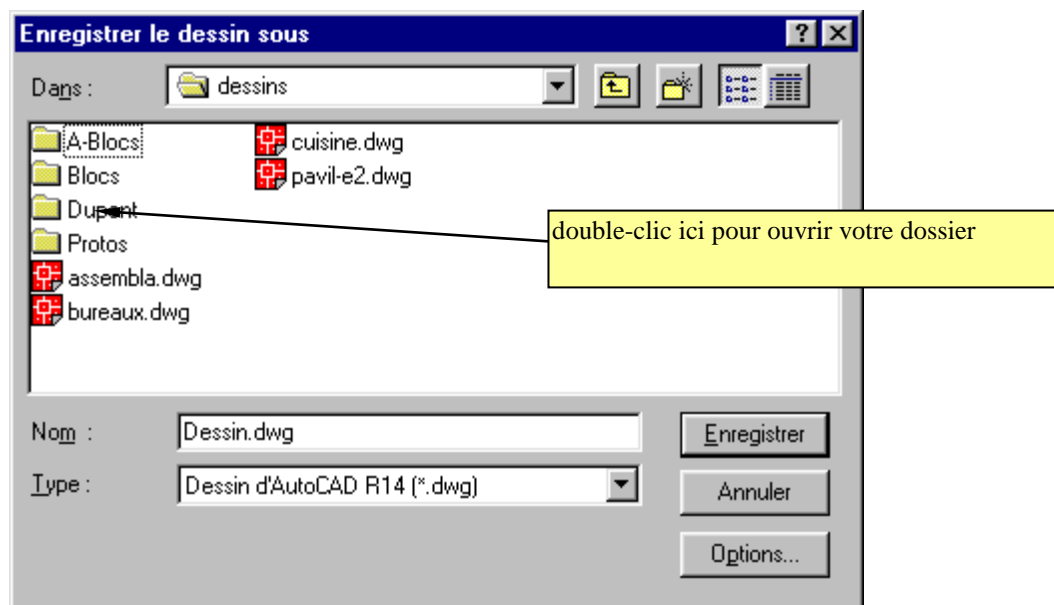 Enregistrer le dessin sous
Dans :
dessins
A-Blocs
Blocs
Dupont
Protos
assembla.dwg
bureaux.dwg
cuisine.dwg
pavil-e2.dwg
double-clic ici pour ouvrir votre dossier
Nom :
Dessin.dwg
Enregistrer
Type :
Dessin d'AutoCAD R14 (*.dwg)
Annuler
Options...